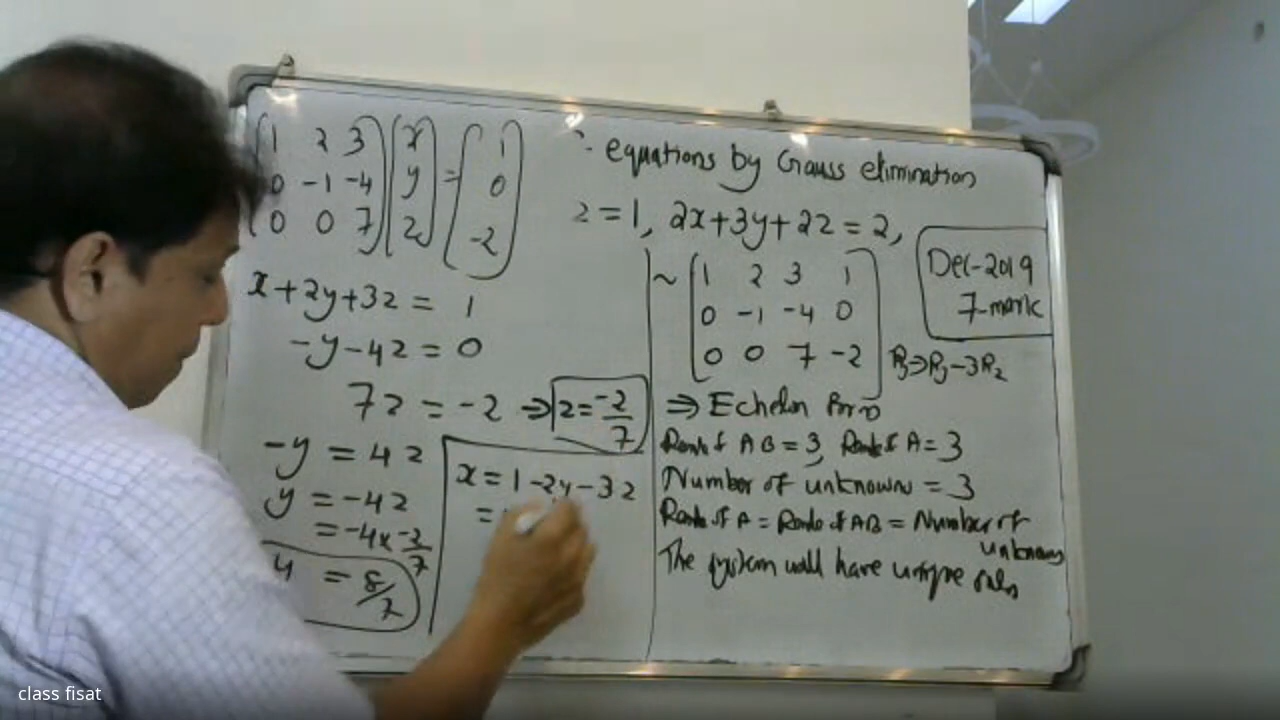 equations by Gauss elimination
z = 1, 2x+3y+2z = 2,
Dec-2019
7-mark
1 2 3 x 1
0 -1 -4 y = 0
0 0 7 z -2
x+2y+3z = 1
-y-4z = 0
7z = -2 ⇒ z = -2/7
-y = 4z
y = -4z
= -4x -2/7
y = 8/7
x = 1-2y-3z
=
~ 1 2 3 1
0 -1 -4 0
0 0 7 -2 R3→R3-3R2
⇒ Echelon Form
Rank of AB = 3, Rank of A = 3
Number of unknown = 3
Rank of A = Rank of AB = Number of
unknowns
The system will have unique soln
class fisat